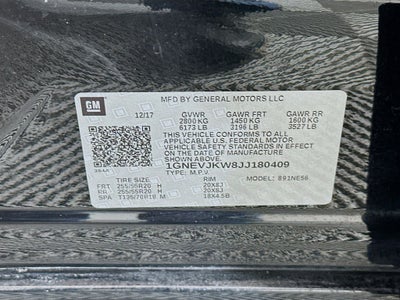 GM
MFD BY GENERAL MOTORS LLC
12/17 GVWR GAWR FRT GAWR RR
2800 KG 1450 KG 1600 KG
6173 LB 3196 LB 3527 LB
THIS VEHICLE CONFORMS TO ALL
APPLICABLE U.S. FEDERAL MOTOR
VEHICLE SAFETY STANDARDS IN EFFECT
ON THE DATE OF MANUFACTURE
SHOWN ABOVE.
1GNEVJKW8JJ180409
TYPE: M.P.V. MODEL: 891NE56
TIRE SIZE RIM
FRT 255/55R20 H 20X8J
RR 255/55R20 H 20X8J
SPA T135/70R18 M 18X4.5B